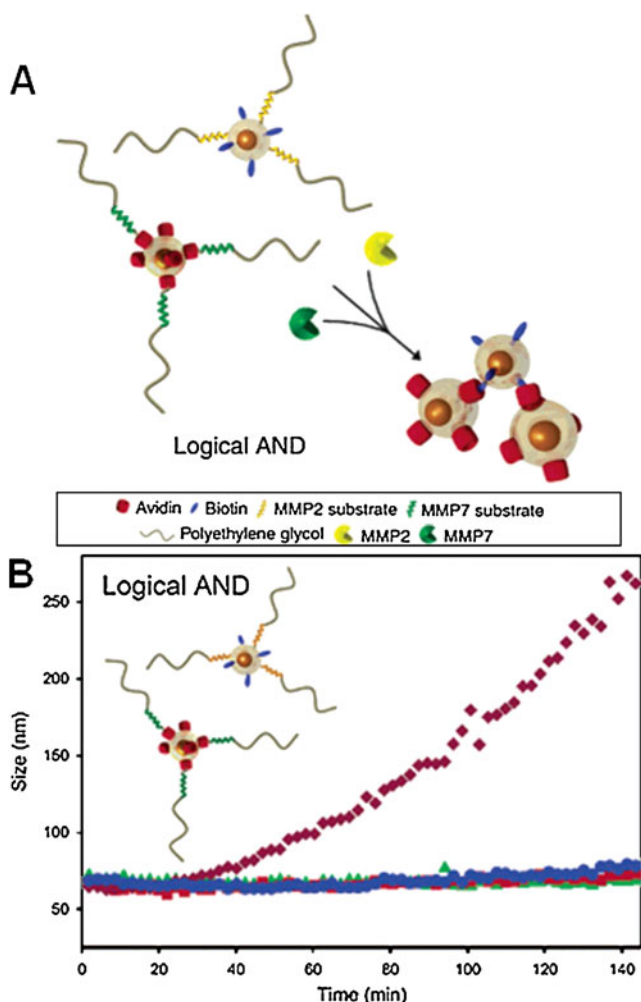 A
Logical AND
Avidin Biotin MMP2 substrate MMP7 substrate
Polyethylene glycol MMP2 MMP7
B
Logical AND
Size (nm)
250
200
150
100
50
0 20 40 60 80 100 120 140
Time (min)